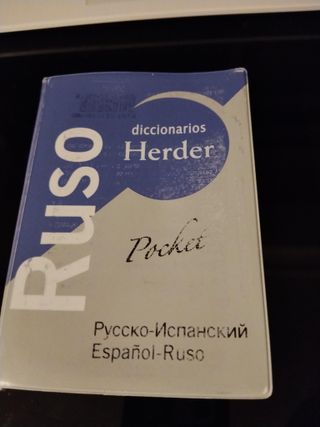 Ruso
diccionarios
Herder
Pocket
Русско-Испанский
Español-Ruso